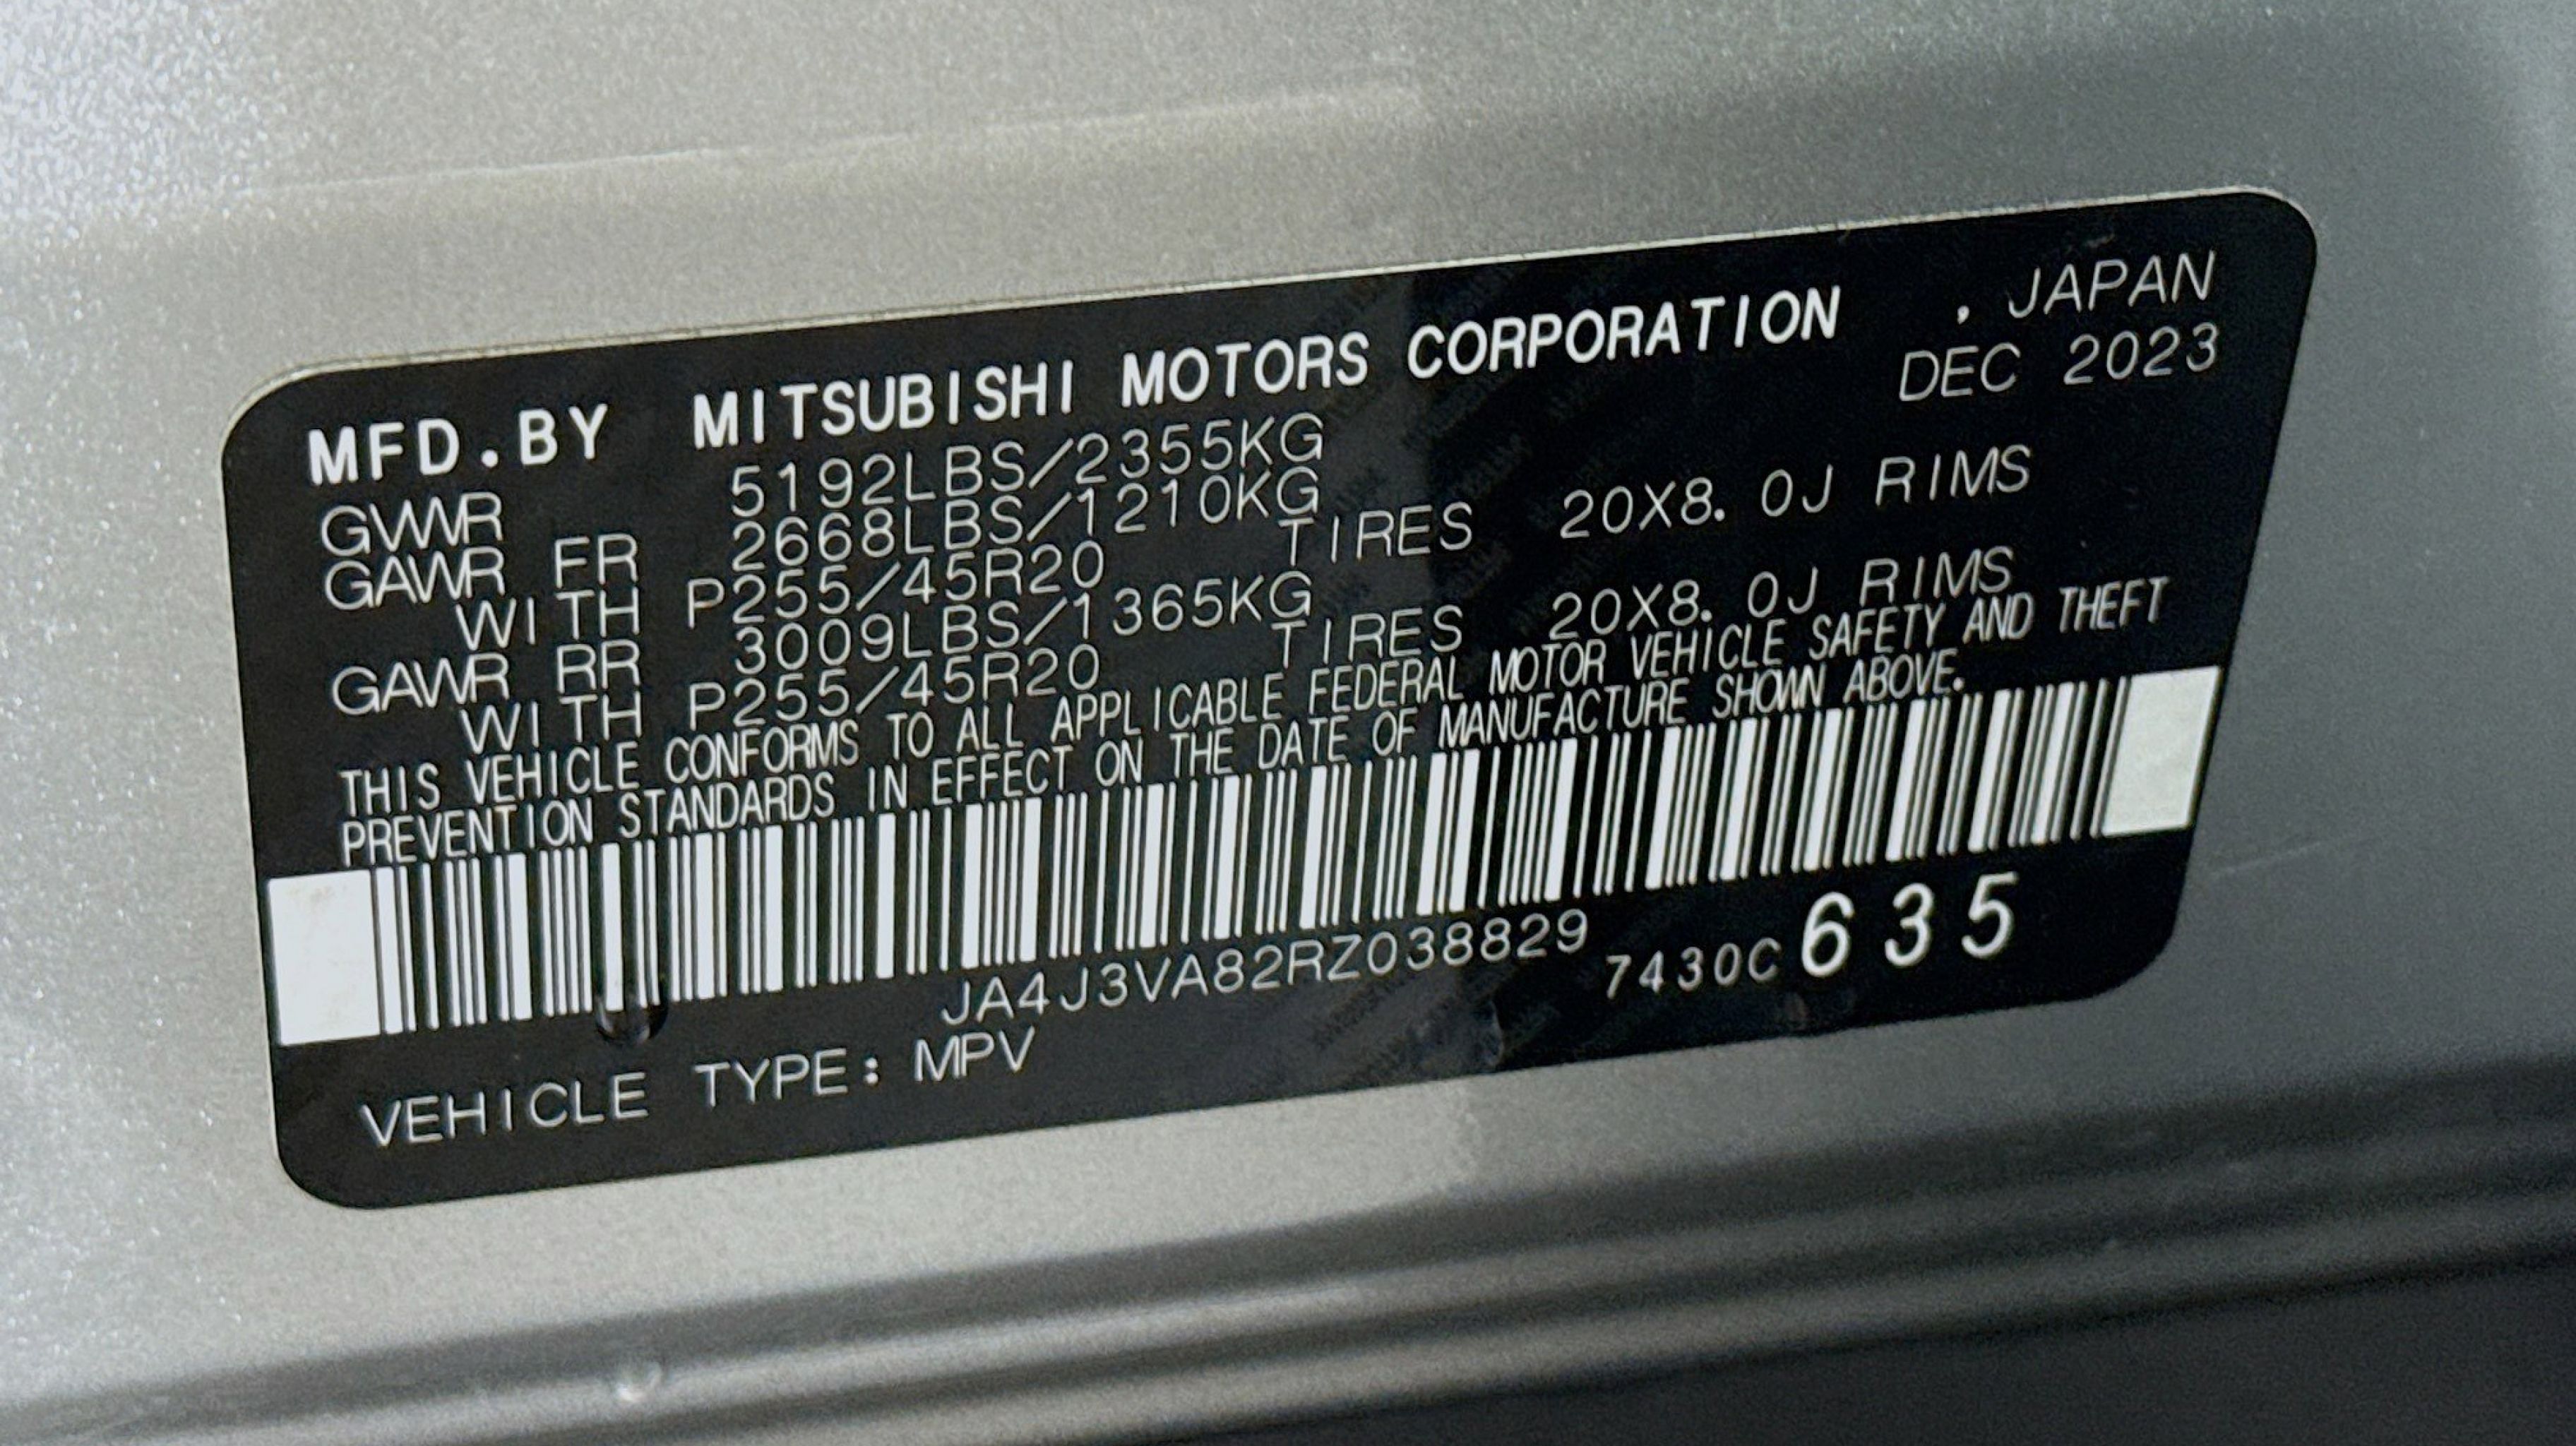 MFD.BY MITSUBISHI MOTORS CORPORATION , JAPAN
DEC 2023
GVWR 5192LBS/2355KG
GAWR FR 2668LBS/1210KG
WITH P255/45R20 TIRES 20X8.0J RIMS
GAWR RR 3009LBS/1365KG
WITH P255/45R20 TIRES 20X8.0J RIMS
THIS VEHICLE CONFORMS TO ALL APPLICABLE FEDERAL MOTOR VEHICLE SAFETY AND THEFT
PREVENTION STANDARDS IN EFFECT ON THE DATE OF MANUFACTURE SHOWN ABOVE.
JA4J3VA82RZ038829 7430C 635
VEHICLE TYPE: MPV